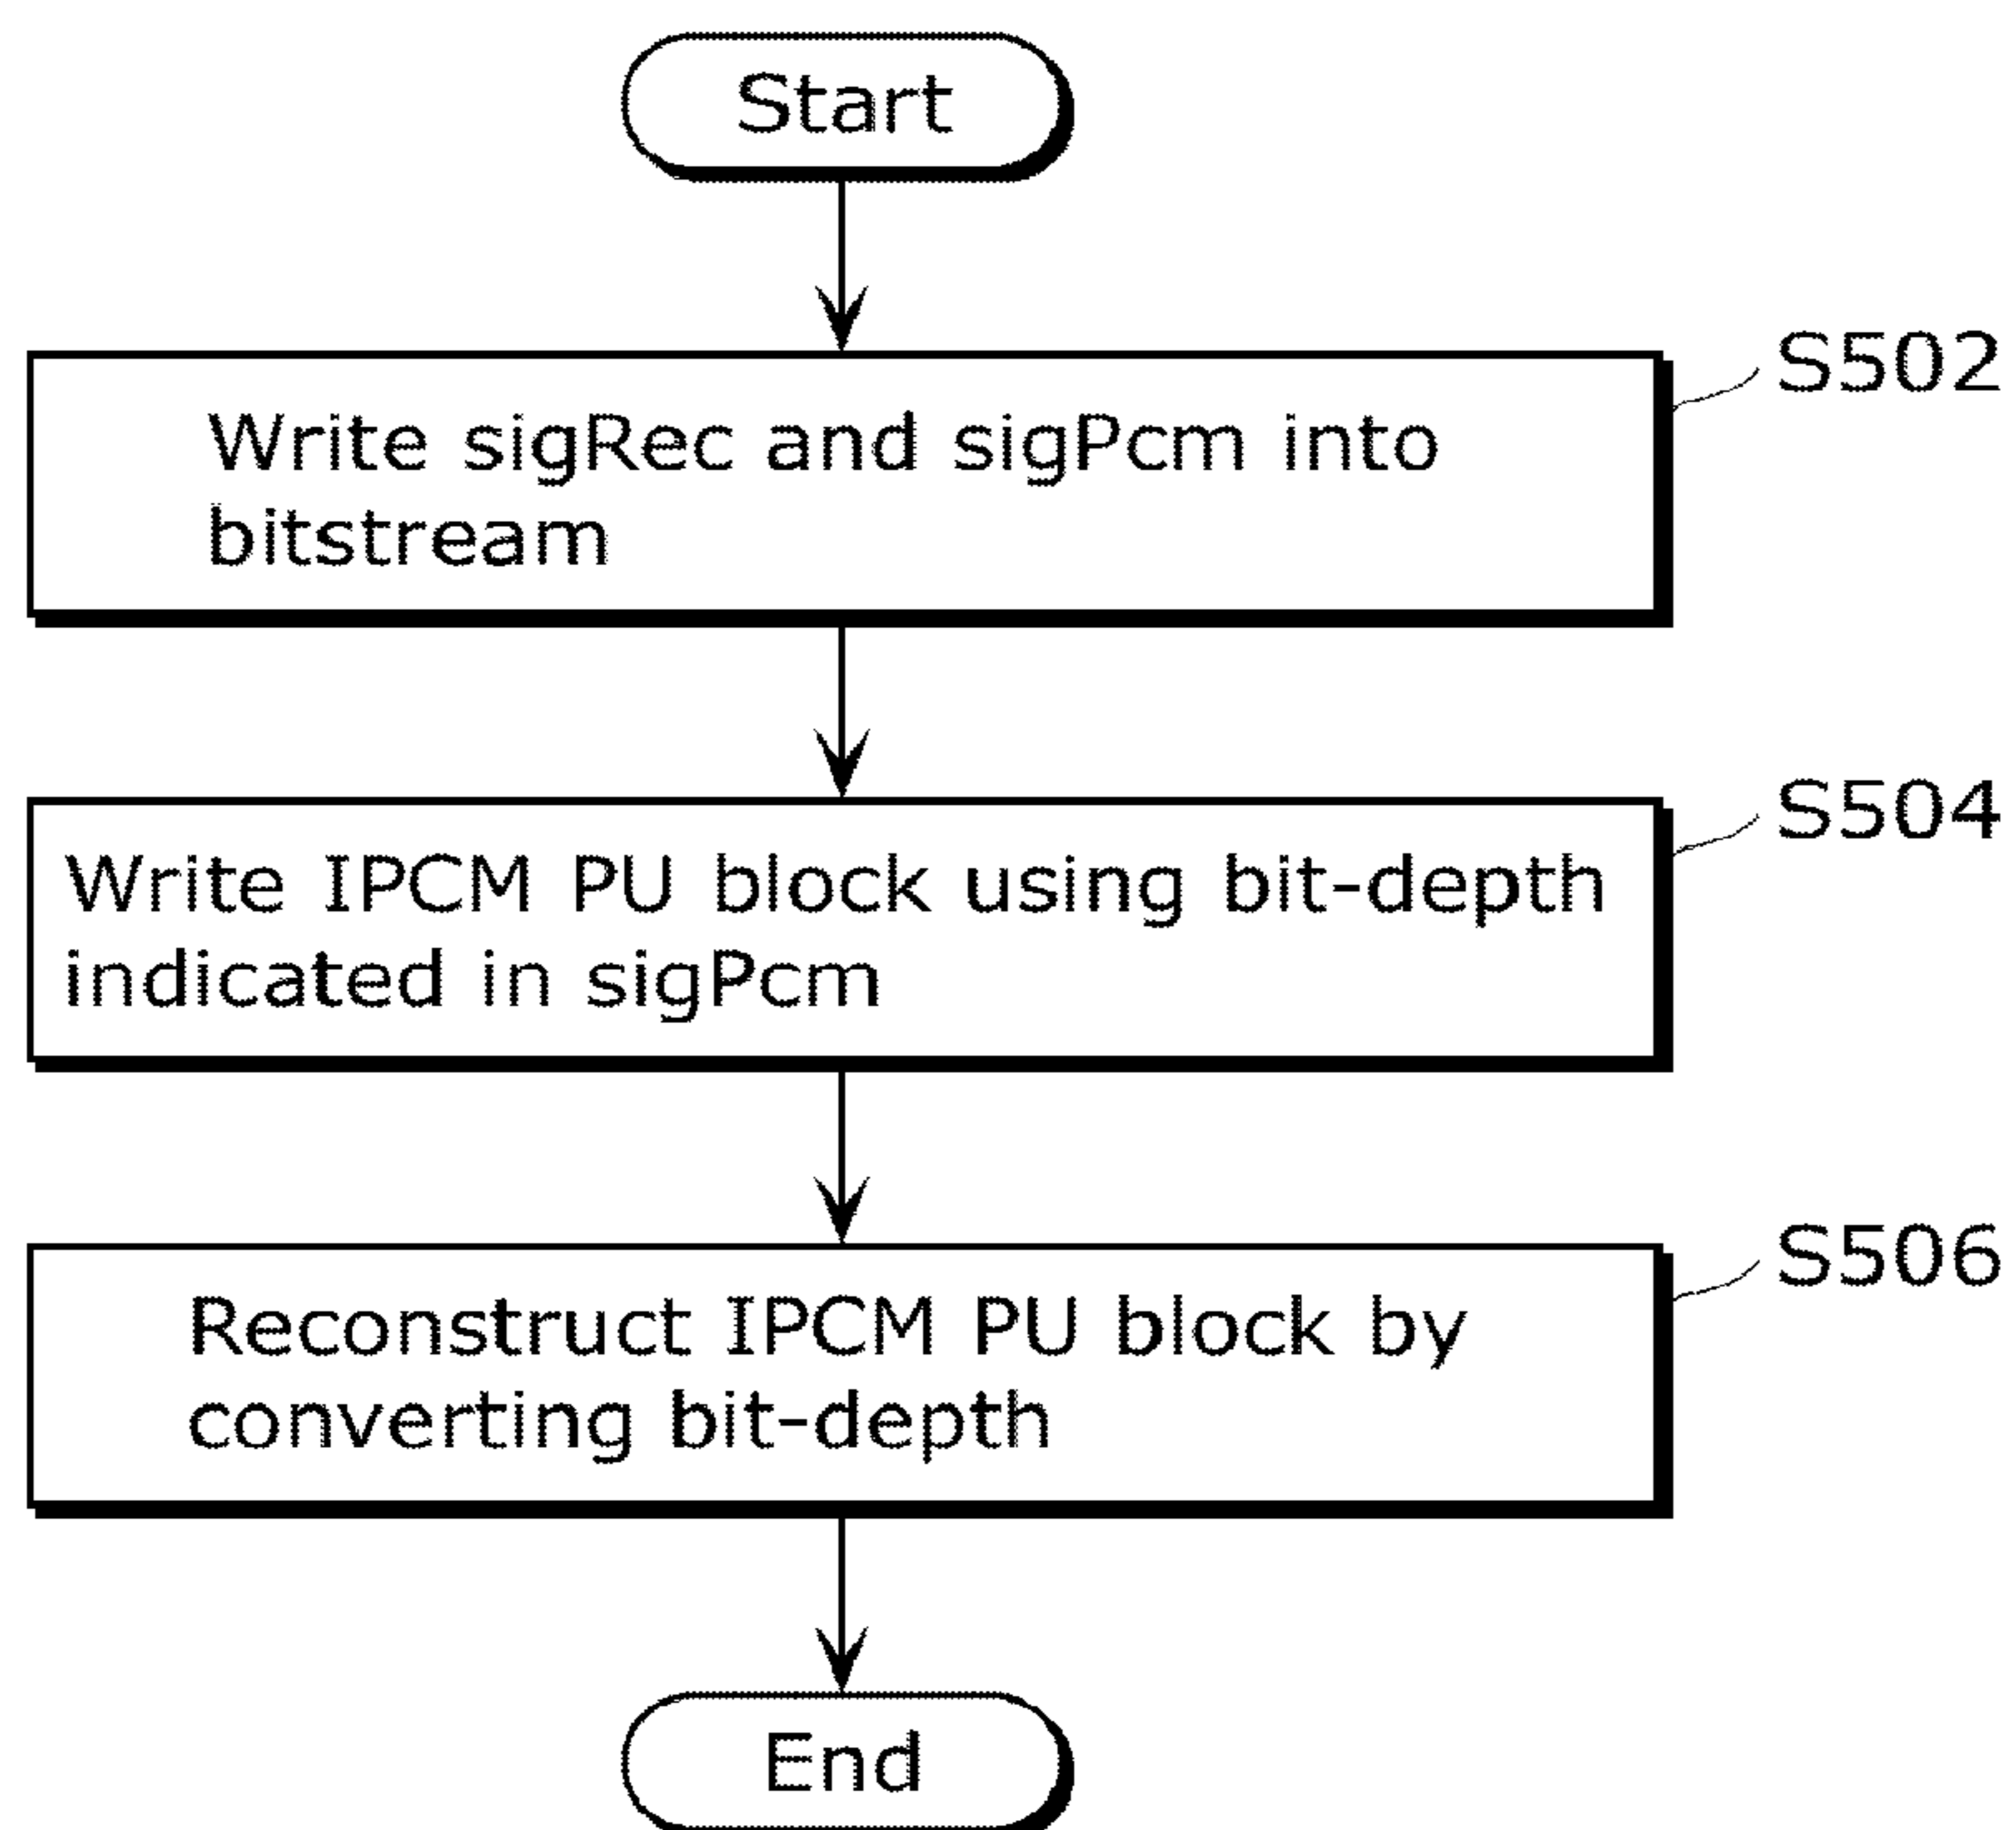 Start
S502
Write sigRec and sigPcm into
bitstream
S504
Write IPCM PU block using bit-depth
indicated in sigPcm
S506
Reconstruct IPCM PU block by
converting bit-depth
End